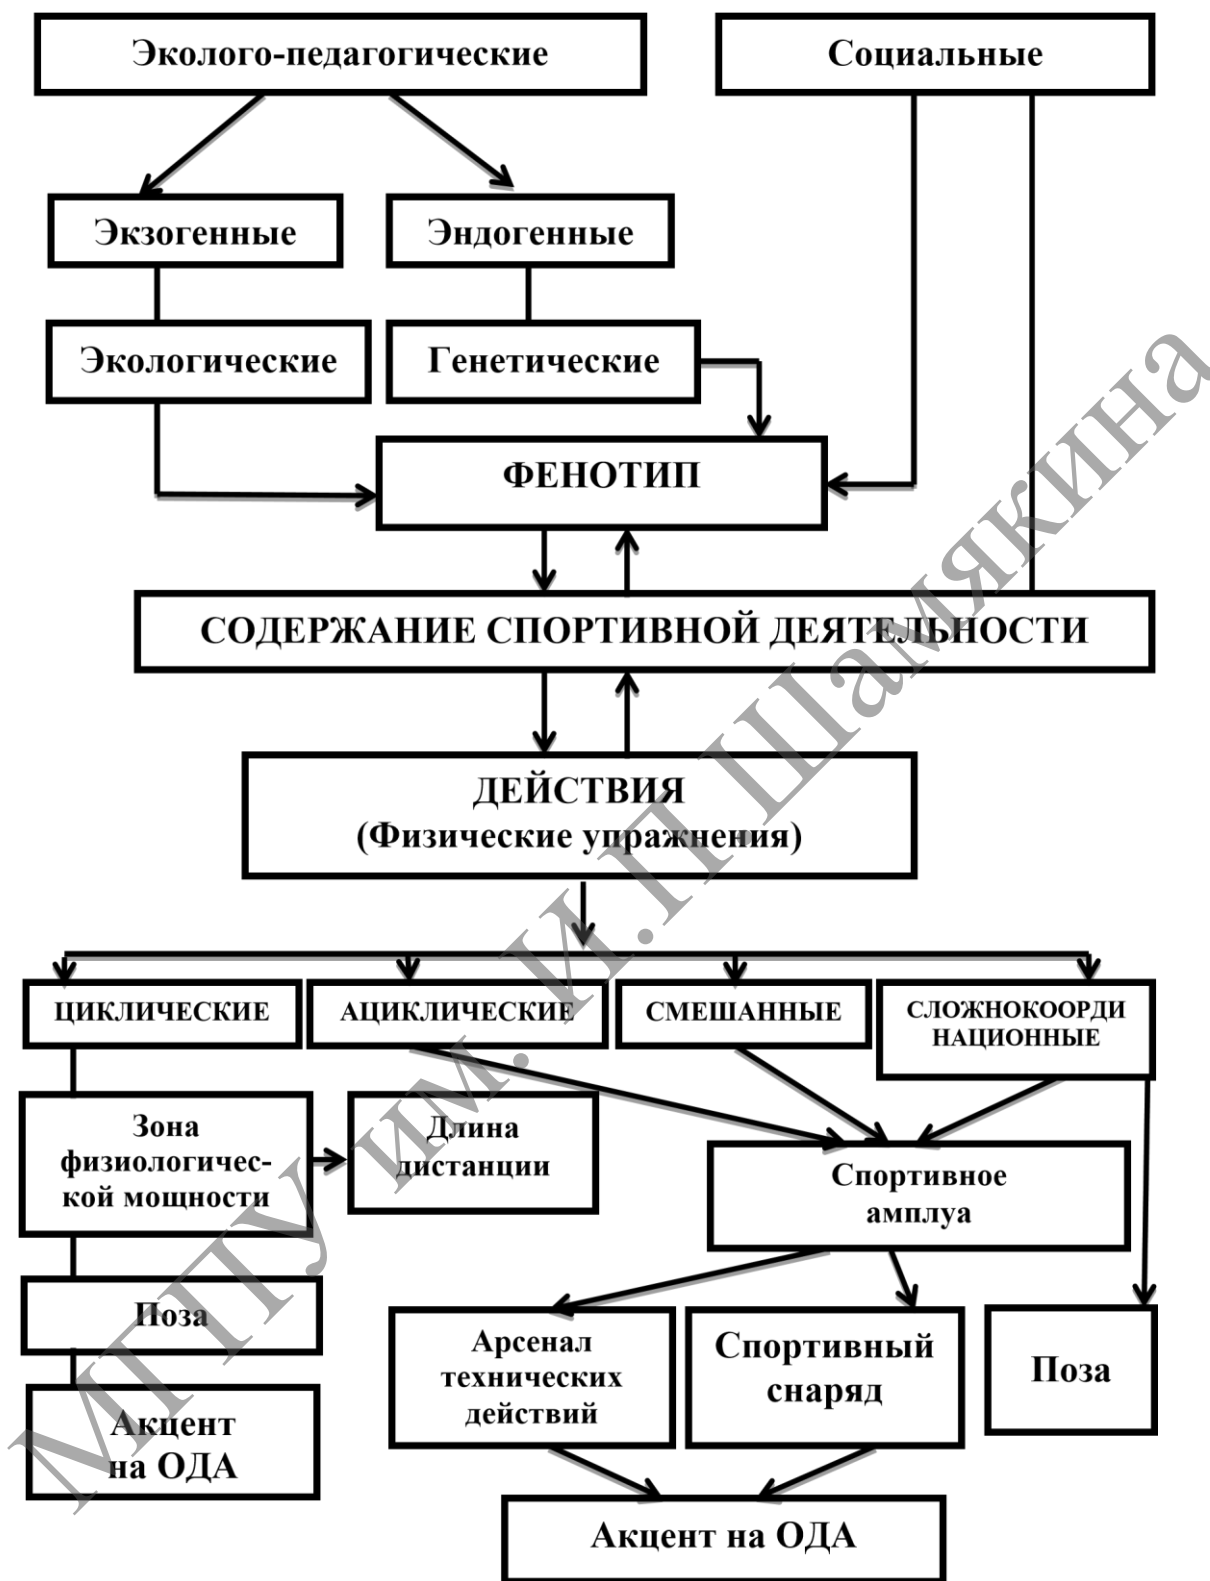 Эколого-педагогические
Социальные
Экзогенные
Эндогенные
Экологические
Генетические
ФЕНОТИП
СОДЕРЖАНИЕ СПОРТИВНОЙ ДЕЯТЕЛЬНОСТИ
ДЕЙСТВИЯ
(Физические упражнения)
ЦИКЛИЧЕСКИЕ
АЦИКЛИЧЕСКИЕ
СМЕШАННЫЕ
СЛОЖНОКООРДИ
НАЦИОННЫЕ
Зона
физиологичес-
кой мощности
Длина
дистанции
Спортивное
амплуа
Поза
Арсенал
технических
действий
Спортивный
снаряд
Поза
Акцент
на ОДА
Акцент на ОДА
МГПУ им. И.П.Шамякина